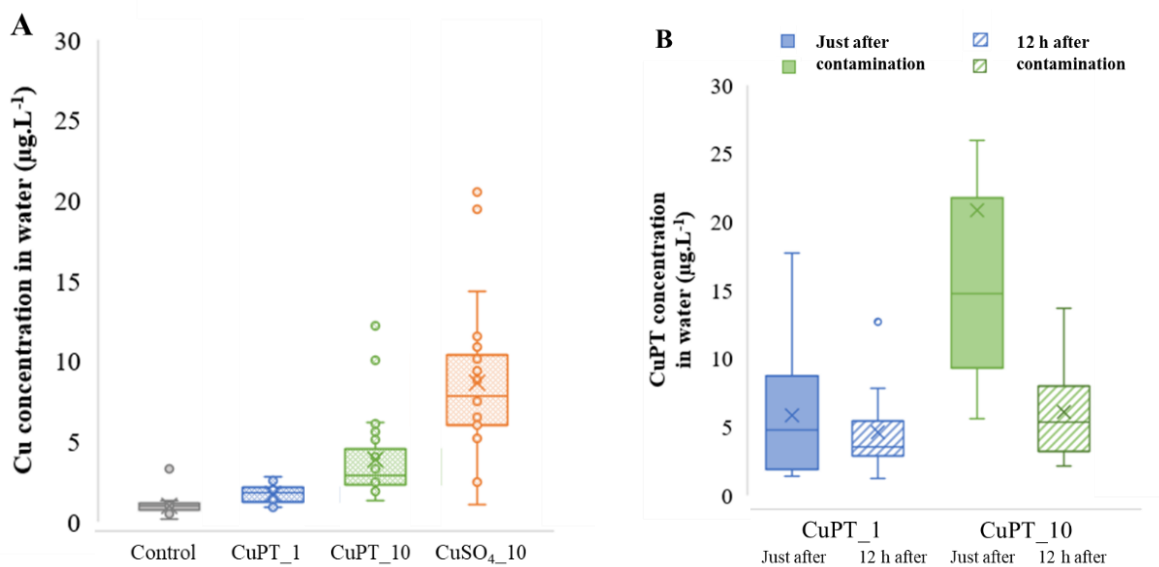 A
Cu concentration in water (μg.L⁻¹)
30
25
20
15
10
5
0
Control CuPT_1 CuPT_10 CuSO₄_10
B
Just after
contamination
12 h after
contamination
CuPT concentration
in water (μg.L⁻¹)
30
25
20
15
10
5
0
CuPT_1 CuPT_10
Just after 12 h after Just after 12 h after